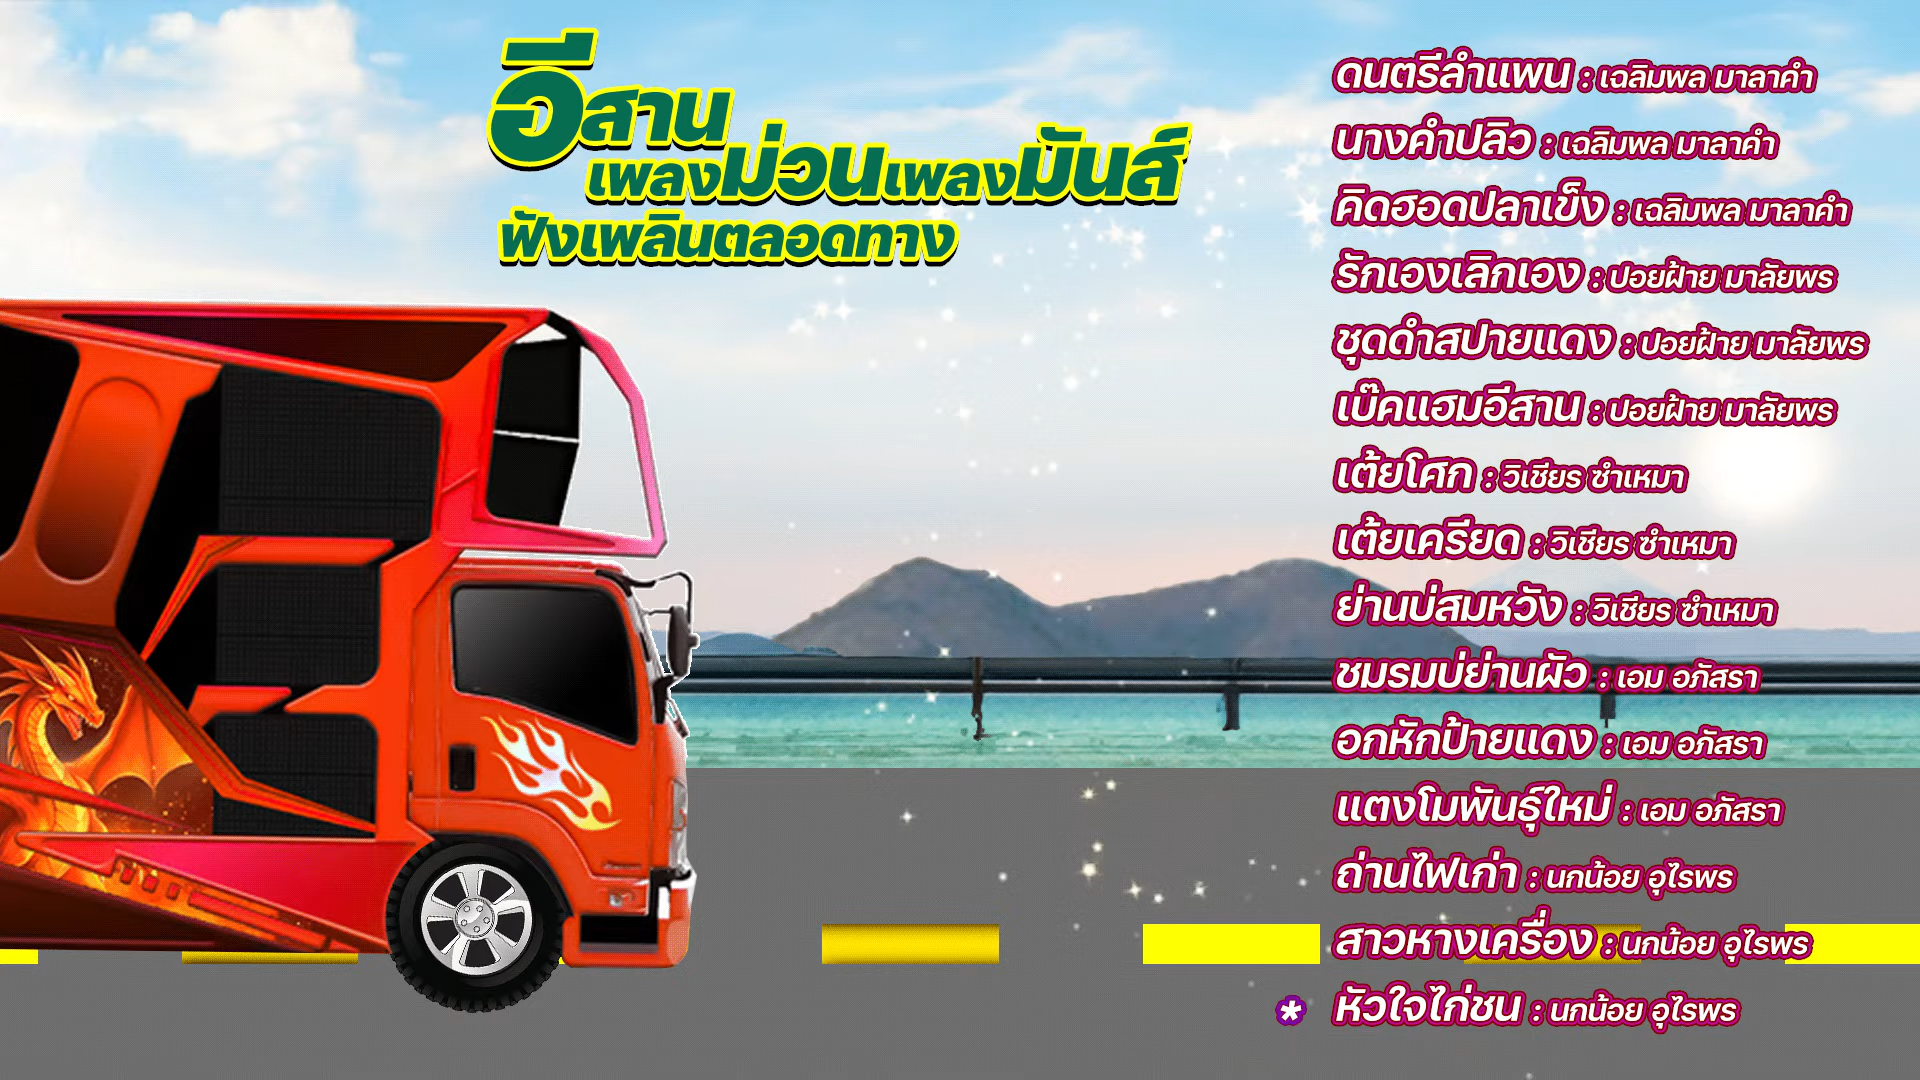 อีสาน
เพลงม่วนเพลงมันส์
ฟังเพลินตลอดทาง
ดนตรีลำแพน : เฉลิมพล มาลาคำ
นางคำปลิว : เฉลิมพล มาลาคำ
คิดฮอดปลาเข็ง : เฉลิมพล มาลาคำ
รักเองเลิกเอง : ปอยฝ้าย มาลัยพร
ชุดดำสปายแดง : ปอยฝ้าย มาลัยพร
เบ๊คแฮมอีสาน : ปอยฝ้าย มาลัยพร
เต้ยโศก : วิเชียร ซำเหมา
เต้ยเครียด : วิเชียร ซำเหมา
ย่านบ่สมหวัง : วิเชียร ซำเหมา
ชมรมบ่ย่านผัว : เอม อภัสรา
อกหักป้ายแดง : เอม อภัสรา
แตงโมพันธุ์ใหม่ : เอม อภัสรา
ถ่านไฟเก่า : นกน้อย อุไรพร
สาวหางเครื่อง : นกน้อย อุไรพร
* หัวใจไก่ชน : นกน้อย อุไรพร